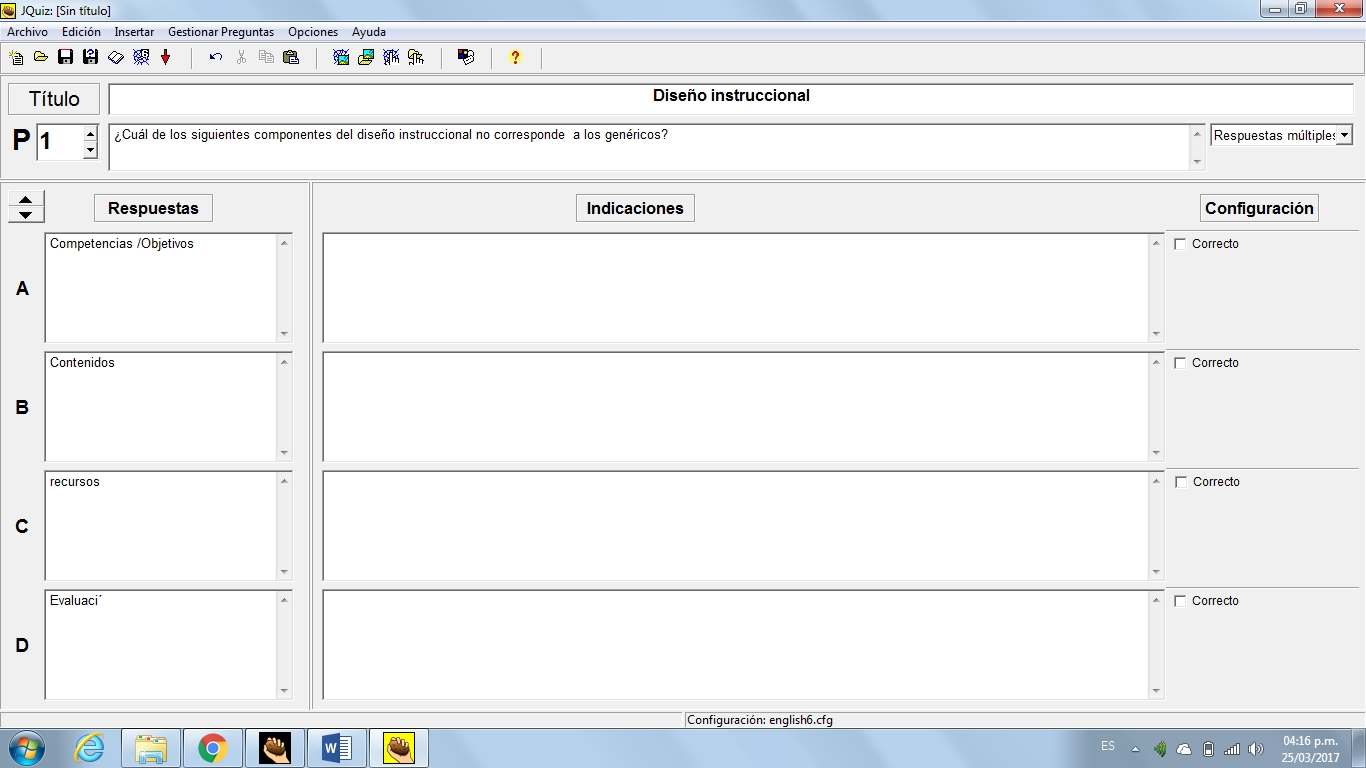 JQuiz: [Sin título]
Archivo Edición Insertar Gestionar Preguntas Opciones Ayuda
Título
Diseño instruccional
P 1
¿Cuál de los siguientes componentes del diseño instruccional no corresponde  a los genéricos?
Respuestas múltiples
Respuestas
Indicaciones
Configuración
A
Competencias /Objetivos
Correcto
B
Contenidos
Correcto
C
recursos
Correcto
D
Evaluaci´
Correcto
Configuración: english6.cfg
ES
04:16 p.m.
25/03/2017